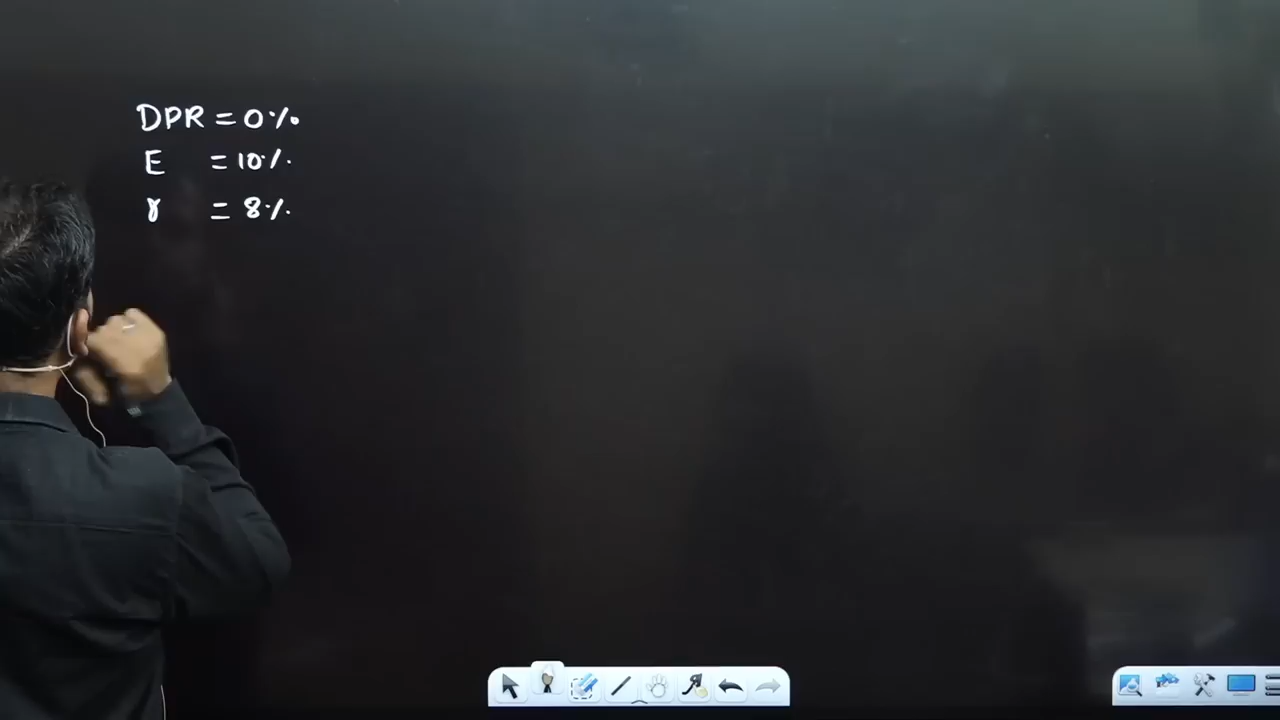 DPR = 0%
E = 10%
r = 8%